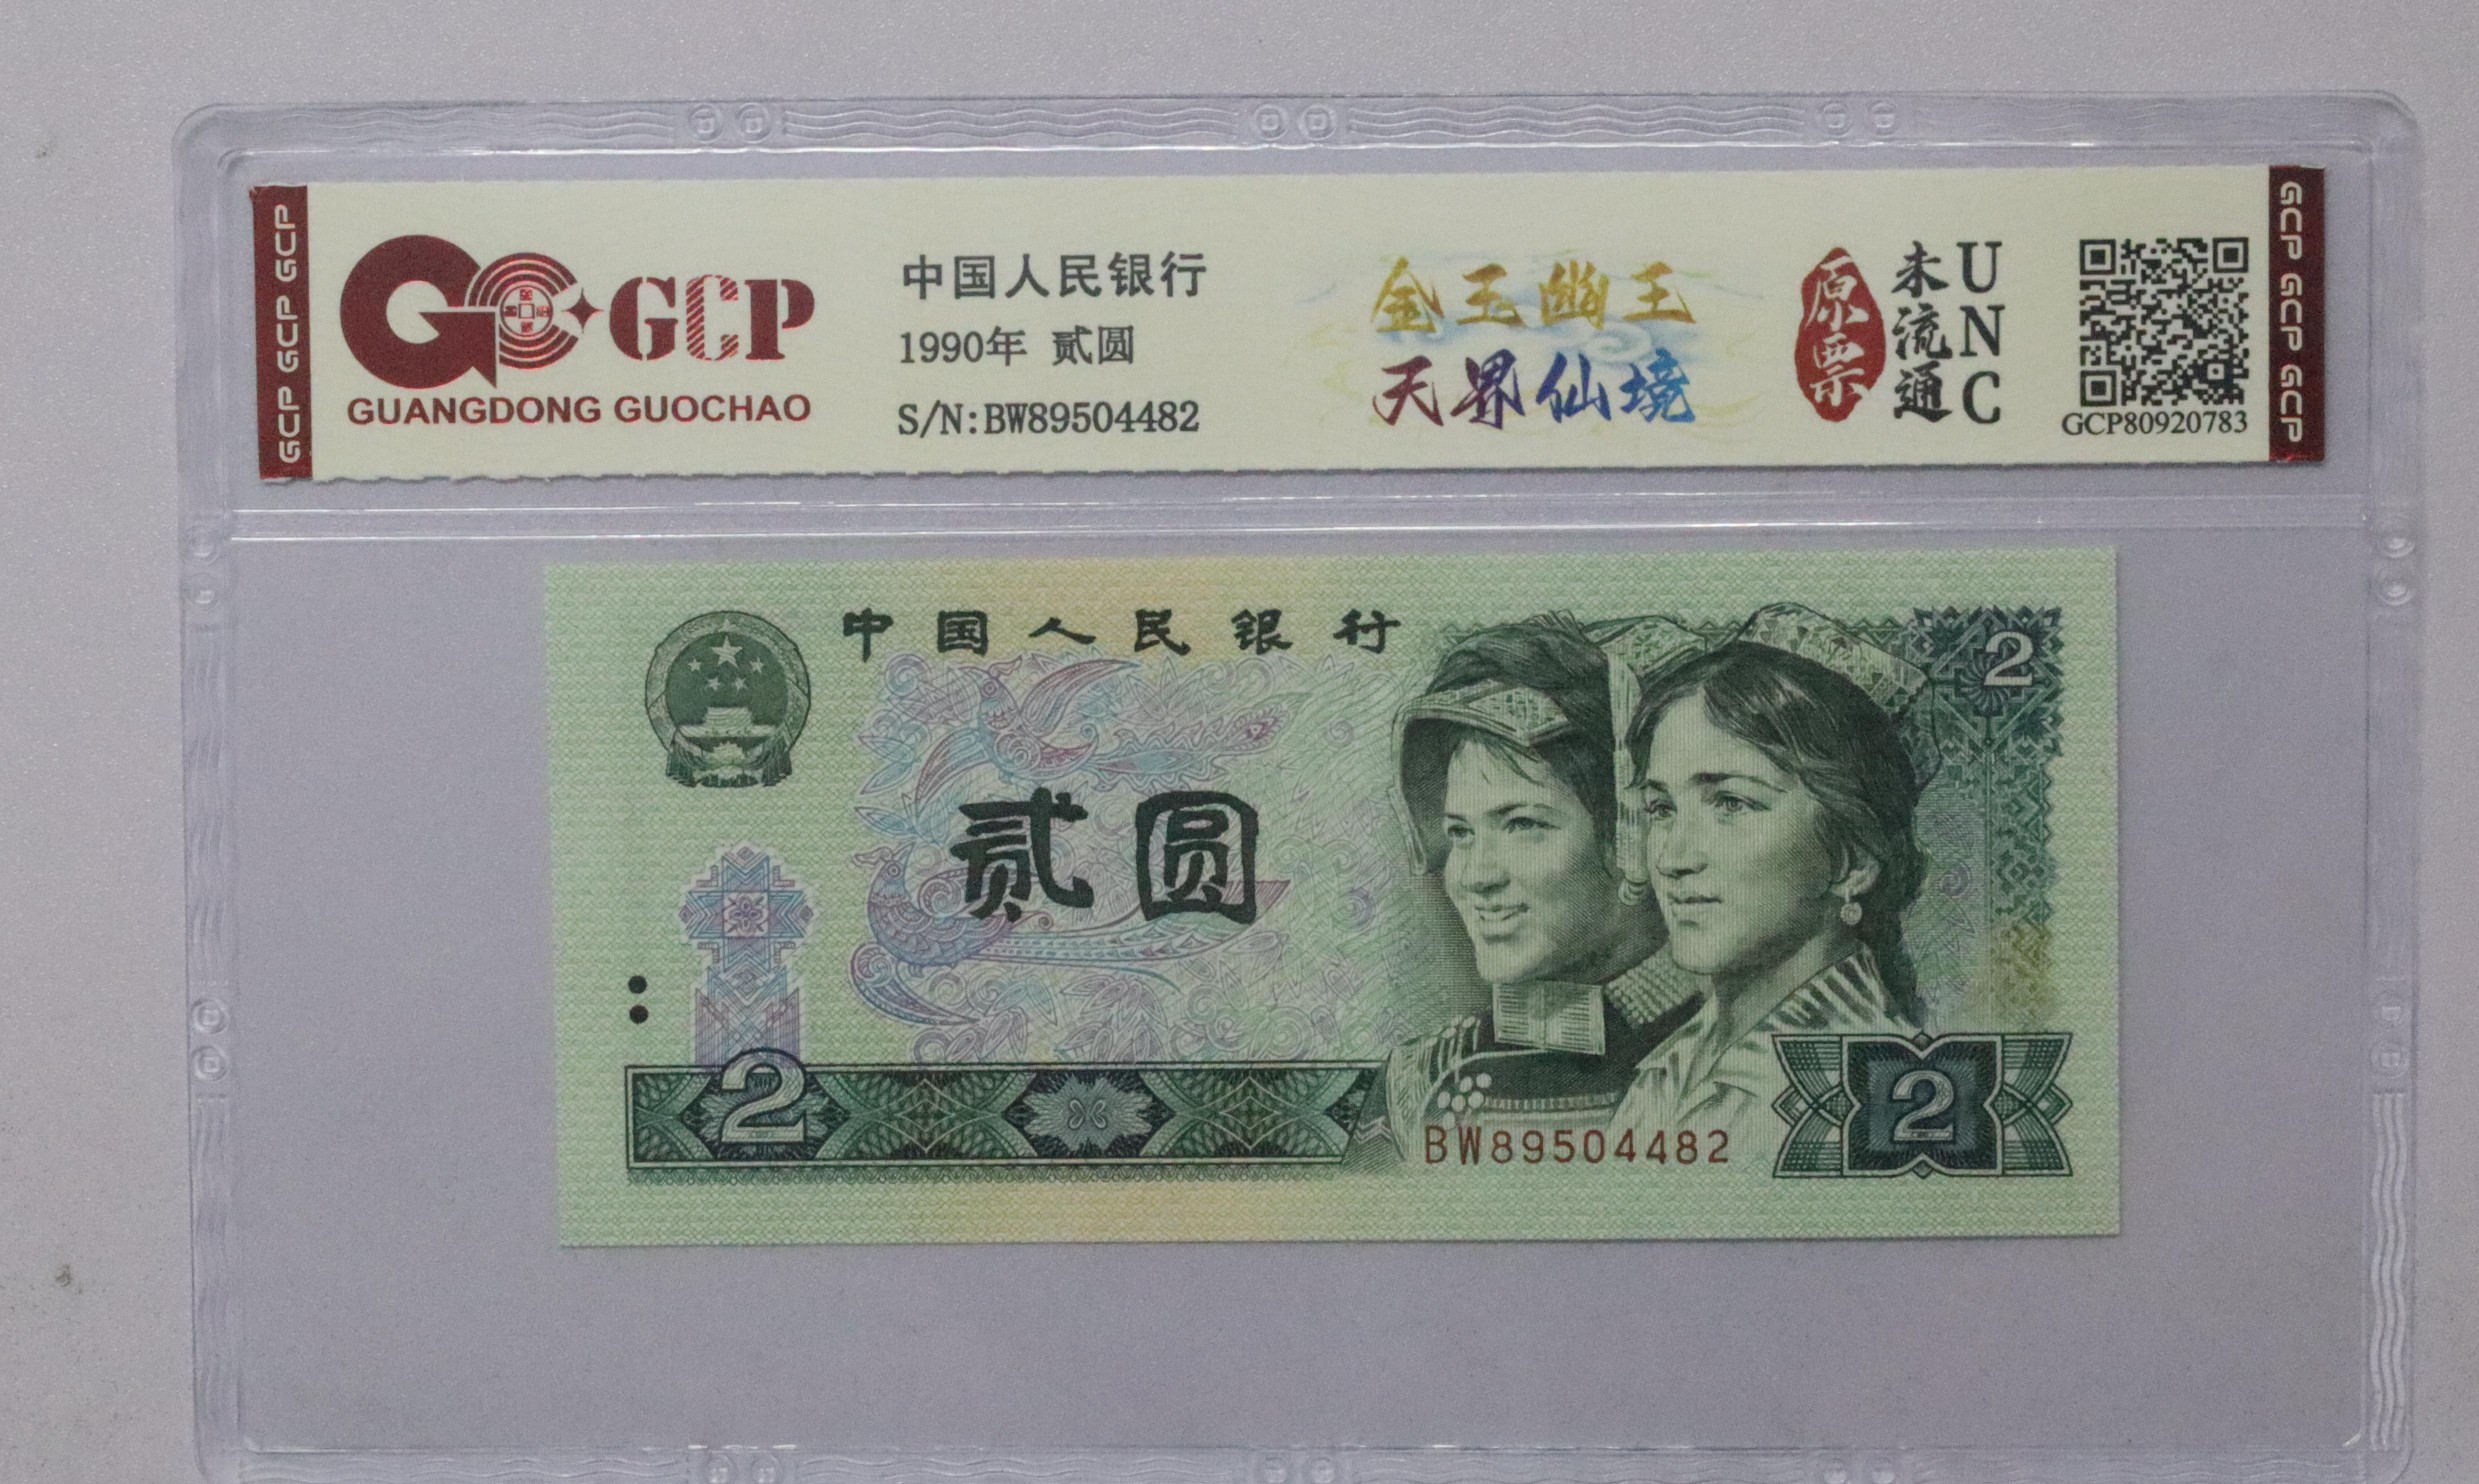 GCP GCP GCP
GCP
GUANGDONG GUOCHAO
中国人民银行
1990年 贰圆
S/N:BW89504482
金玉幽王
天界仙境
原票
未流通
UNC
GCP80920783
GCP GCP GCP
中国人民银行
2
贰圆
2
BW89504482
2